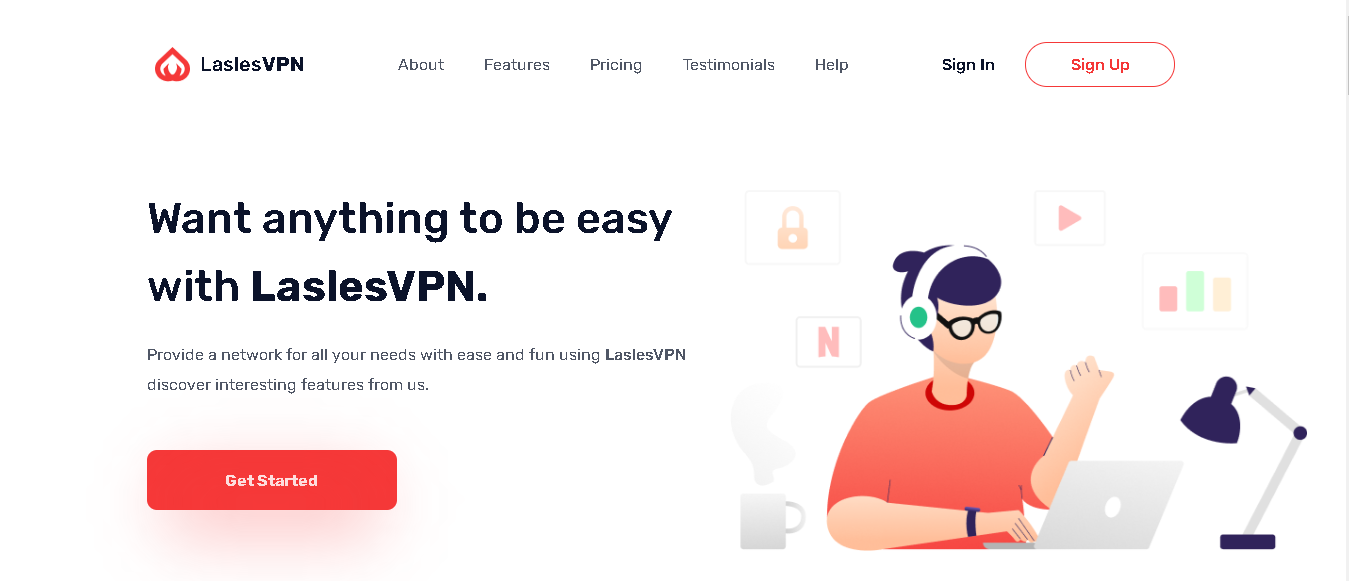 LaslesVPN
About
Features
Pricing
Testimonials
Help
Sign In
Sign Up
Want anything to be easy
with LaslesVPN.
Provide a network for all your needs with ease and fun using LaslesVPN
discover interesting features from us.
Get Started
N